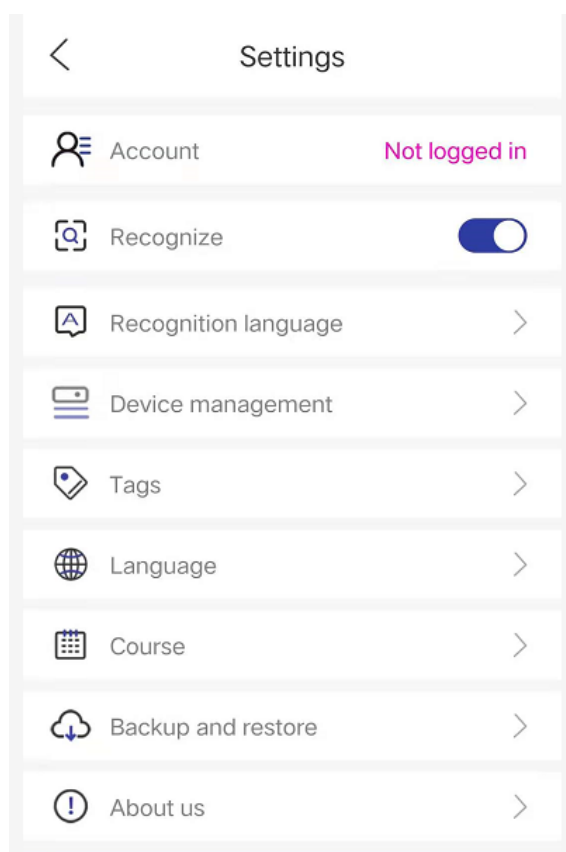 Settings
Account Not logged in
Recognize
Recognition language
Device management
Tags
Language
Course
Backup and restore
About us